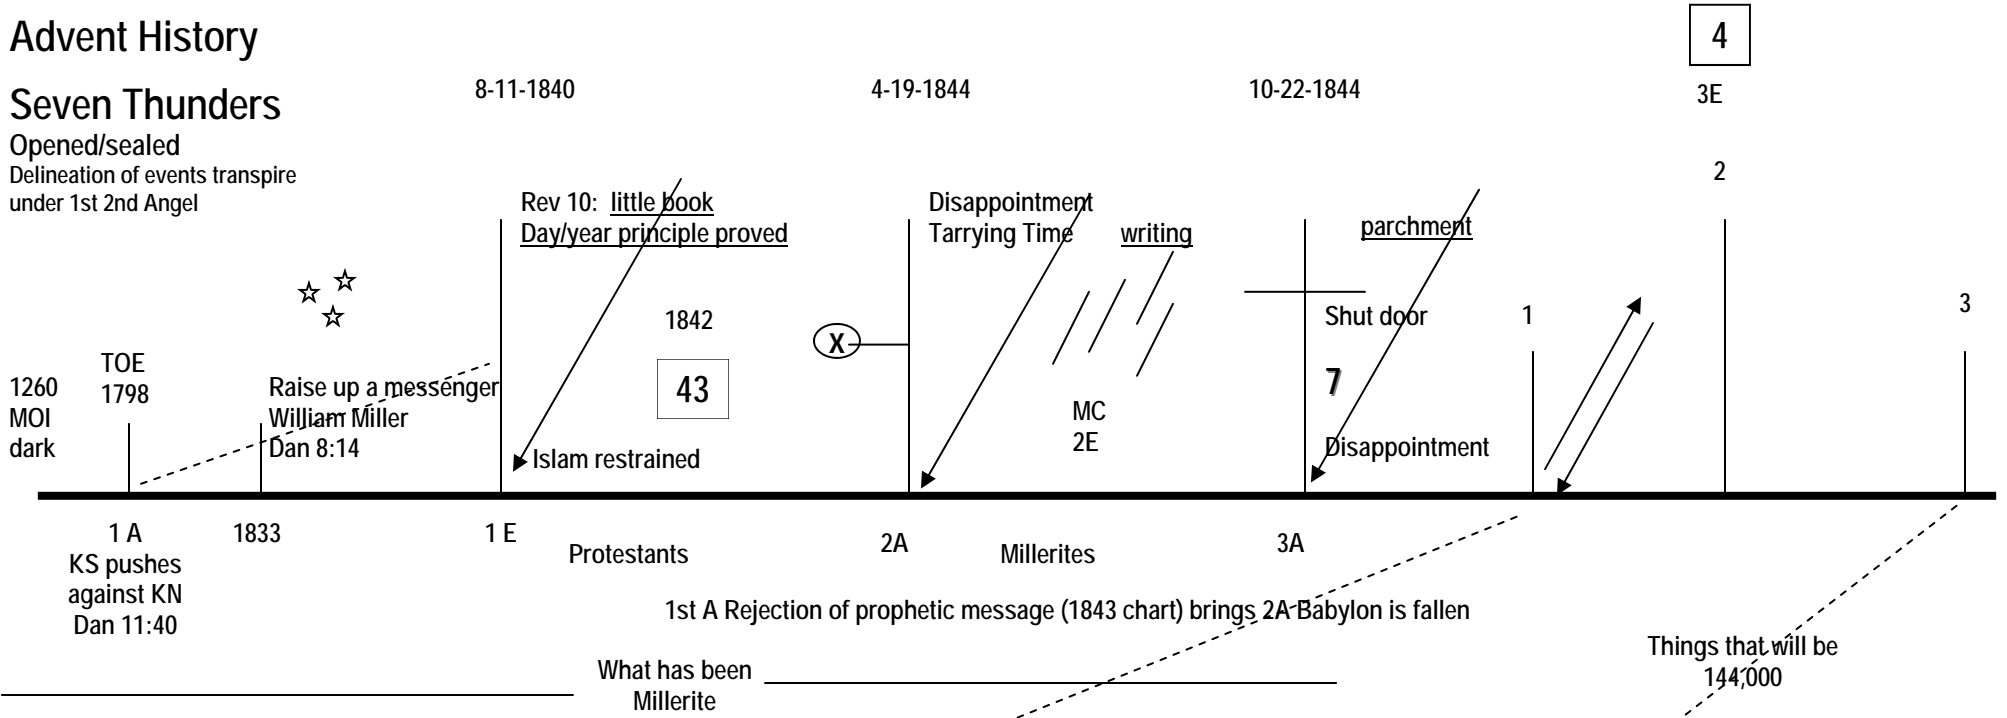 Advent History
4
8-11-1840
4-19-1844
10-22-1844
3E
Seven Thunders
Opened/sealed
Delineation of events transpire
under 1st 2nd Angel
2
Rev 10: little book
Day/year principle proved
Disappointment
Tarrying Time
writing
parchment
1842
43
X
Shut door
1
3
7
TOE
1798
1260
MOI
dark
Raise up a messenger
William Miller
Dan 8:14
MC
2E
Islam restrained
Disappointment
1 A
KS pushes
against KN
Dan 11:40
1833
1 E
Protestants
2A
Millerites
3A
1st A Rejection of prophetic message (1843 chart) brings 2A Babylon is fallen
What has been
Millerite
Things that will be
144,000